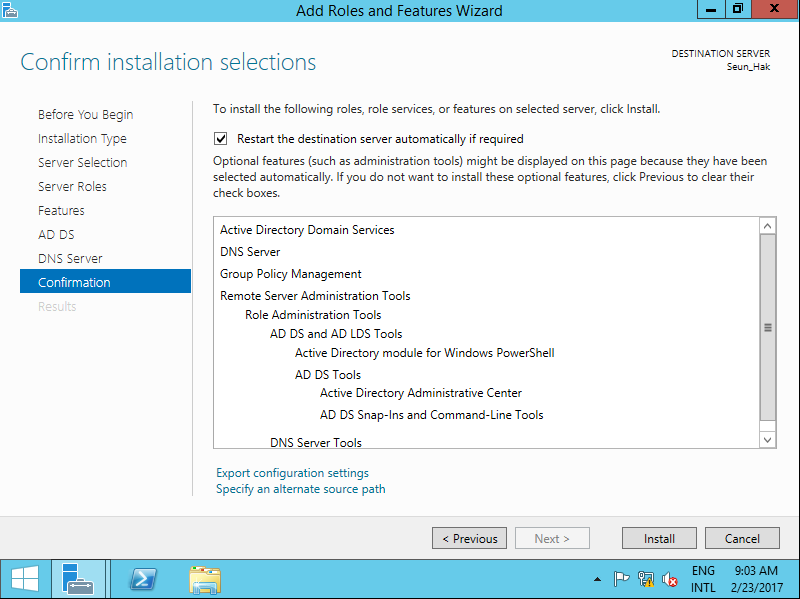 Add Roles and Features Wizard
Confirm installation selections
DESTINATION SERVER
Seun_Hak
Before You Begin
Installation Type
Server Selection
Server Roles
Features
AD DS
DNS Server
Confirmation
Results
To install the following roles, role services, or features on selected server, click Install.
Restart the destination server automatically if required
Optional features (such as administration tools) might be displayed on this page because they have been
selected automatically. If you do not want to install these optional features, click Previous to clear their
check boxes.
Active Directory Domain Services
DNS Server
Group Policy Management
Remote Server Administration Tools
Role Administration Tools
AD DS and AD LDS Tools
Active Directory module for Windows PowerShell
AD DS Tools
Active Directory Administrative Center
AD DS Snap-Ins and Command-Line Tools
DNS Server Tools
Export configuration settings
Specify an alternate source path
< Previous
Next >
Install
Cancel
ENG
INTL
9:03 AM
2/23/2017